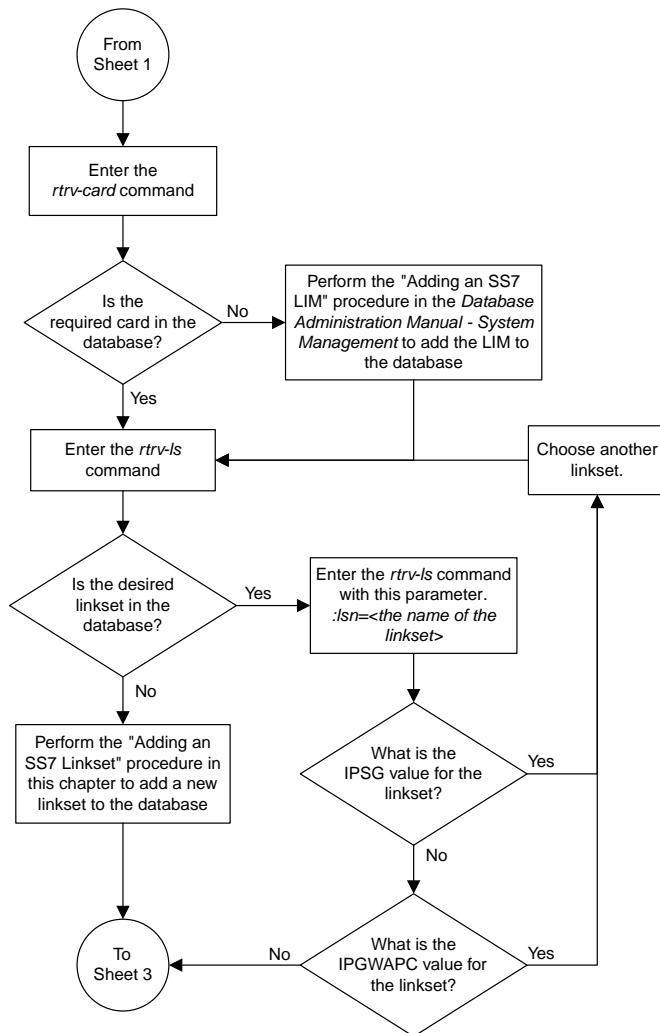 From
Sheet 1
Enter the
rtrv-card command
Is the
required card in the
database?
No
Perform the "Adding an SS7
LIM" procedure in the Database
Administration Manual - System
Management to add the LIM to
the database
Yes
Enter the rtrv-ls
command
Choose another
linkset.
Is the desired
linkset in the
database?
Yes
Enter the rtrv-ls command
with this parameter.
:lsn=<the name of the
linkset>
No
Perform the "Adding an
SS7 Linkset" procedure in
this chapter to add a new
linkset to the database
What is the
IPSG value for the
linkset?
Yes
No
To
Sheet 3
No
What is the
IPGWAPC value for
the linkset?
Yes